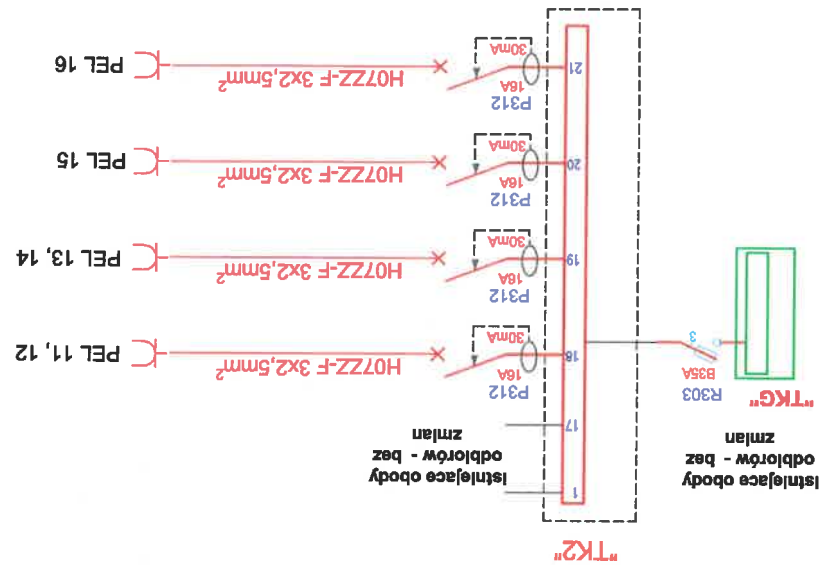 "TK2"
Istniejace obody
odbiorów - bez
zmian
"TKG"
R303
B35A
3
1
Istniejace obody
odbiorów - bez
zmian
17
18
P312
16A
30mA
H07ZZ-F 3x2,5mm²
PEL 11, 12
19
P312
16A
30mA
H07ZZ-F 3x2,5mm²
PEL 13, 14
20
P312
16A
30mA
H07ZZ-F 3x2,5mm²
PEL 15
21
P312
16A
30mA
H07ZZ-F 3x2,5mm²
PEL 16